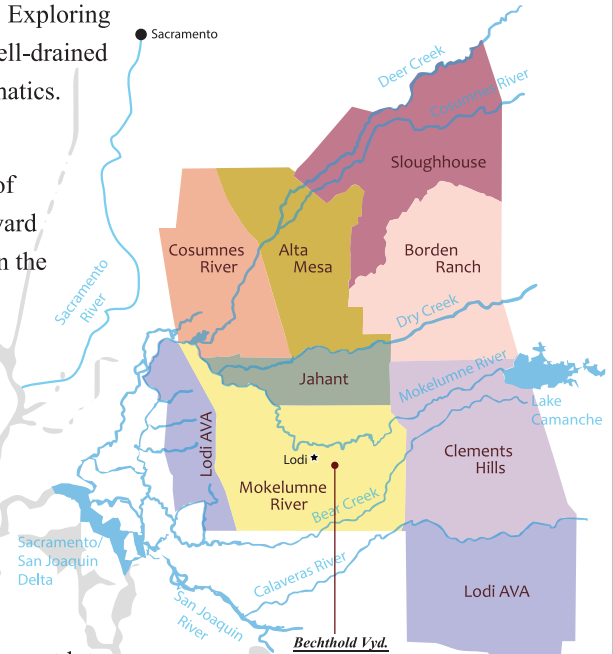 Exploring
ell-drained
natics.
of
ard
n the
Sacramento
Deer Creek
Cosumnes River
Sloughhouse
Cosumnes
River
Alta
Mesa
Borden
Ranch
Sacramento
River
Dry Creek
Jahant
Mokelumne River
Lake
Camanche
Lodi AVA
Lodi
Clements
Hills
Mokelumne
River
Bear Creek
Sacramento/
San Joaquin
Delta
Calaveras River
San Joaquin
River
Lodi AVA
Bechthold Vyd.